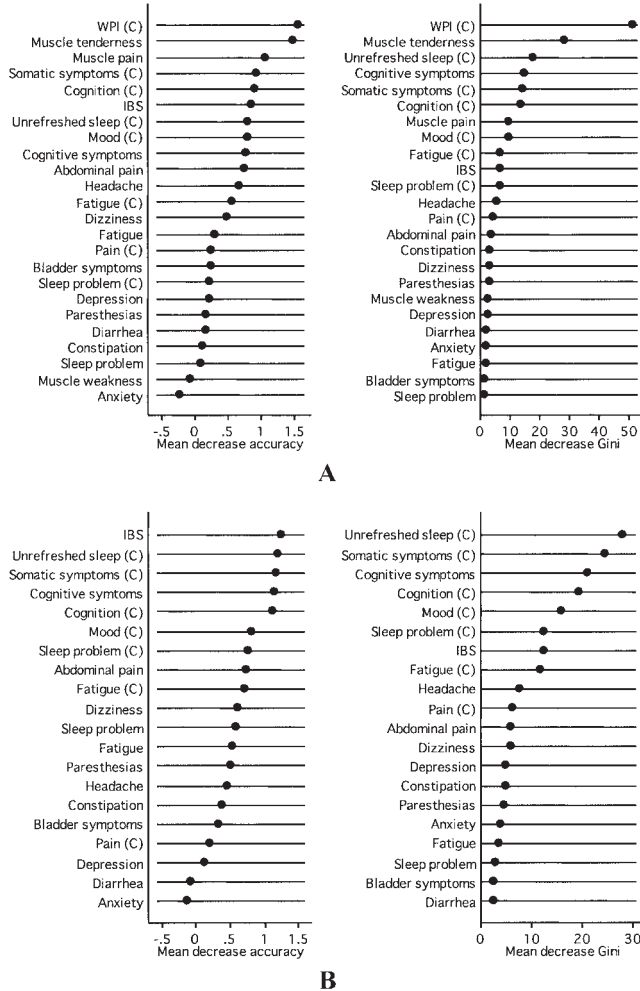 WPI (C)
Muscle tenderness
Muscle pain
Somatic symptoms (C)
Cognition (C)
IBS
Unrefreshed sleep (C)
Mood (C)
Cognitive symptoms
Abdominal pain
Headache
Fatigue (C)
Dizziness
Fatigue
Pain (C)
Bladder symptoms
Sleep problem (C)
Depression
Paresthesias
Diarrhea
Constipation
Sleep problem
Muscle weakness
Anxiety
-.5 0 .5 1 1.5
Mean decrease accuracy
WPI (C)
Muscle tenderness
Unrefreshed sleep (C)
Cognitive symptoms
Somatic symptoms (C)
Cognition (C)
Muscle pain
Mood (C)
Fatigue (C)
IBS
Sleep problem (C)
Headache
Pain (C)
Abdominal pain
Constipation
Dizziness
Paresthesias
Muscle weakness
Depression
Diarrhea
Anxiety
Fatigue
Bladder symptoms
Sleep problem
0 10 20 30 40 50
Mean decrease Gini
A
IBS
Unrefreshed sleep (C)
Somatic symptoms (C)
Cognitive symtoms
Cognition (C)
Mood (C)
Sleep problem (C)
Abdominal pain
Fatigue (C)
Dizziness
Sleep problem
Fatigue
Paresthesias
Headache
Constipation
Bladder symptoms
Pain (C)
Depression
Diarrhea
Anxiety
-.5 0 .5 1 1.5
Mean decrease accuracy
Unrefreshed sleep (C)
Somatic symptoms (C)
Cognitive symptoms
Cognition (C)
Mood (C)
Sleep problem (C)
IBS
Fatigue (C)
Headache
Pain (C)
Abdominal pain
Dizziness
Depression
Constipation
Paresthesias
Anxiety
Fatigue
Sleep problem
Bladder symptoms
Diarrhea
0 10 20 30
Mean decrease Gini
B